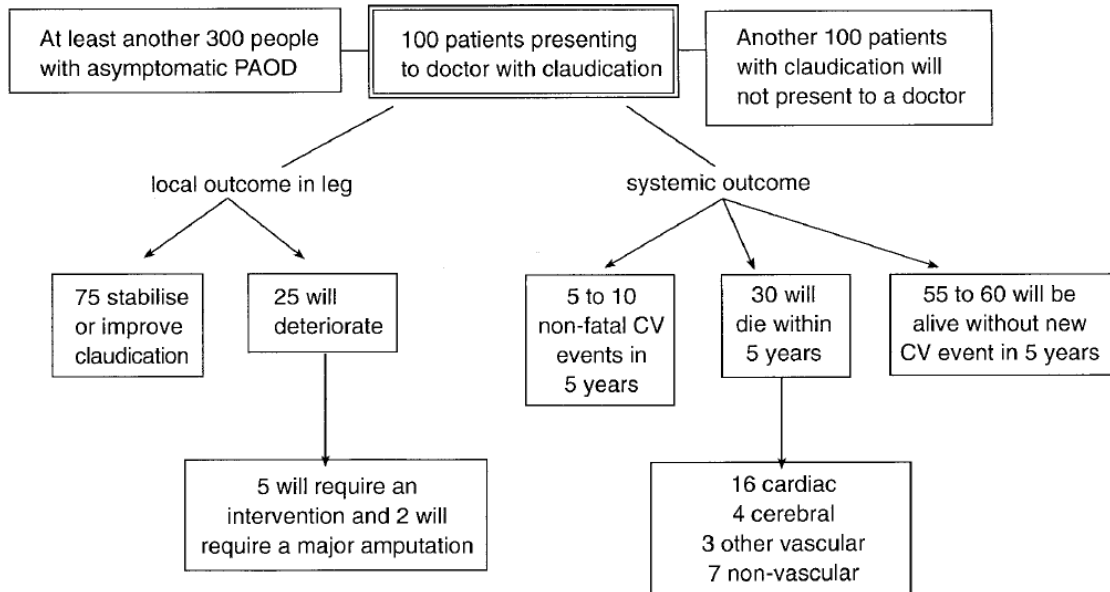 At least another 300 people
with asymptomatic PAOD
100 patients presenting
to doctor with claudication
Another 100 patients
with claudication will
not present to a doctor
local outcome in leg
systemic outcome
75 stabilise
or improve
claudication
25 will
deteriorate
5 to 10
non-fatal CV
events in
5 years
30 will
die within
5 years
55 to 60 will be
alive without new
CV event in 5 years
5 will require an
intervention and 2 will
require a major amputation
16 cardiac
4 cerebral
3 other vascular
7 non-vascular